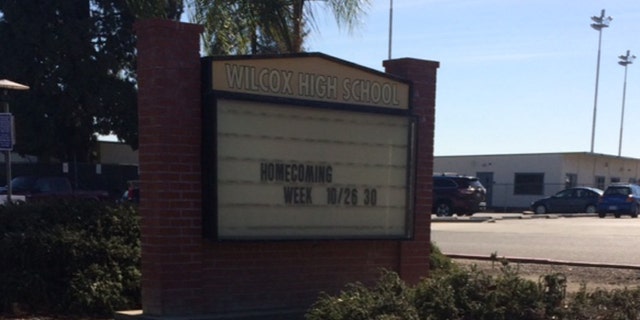 WILCOX HIGH SCHOOL
HOMECOMING
WEEK 10/26 30